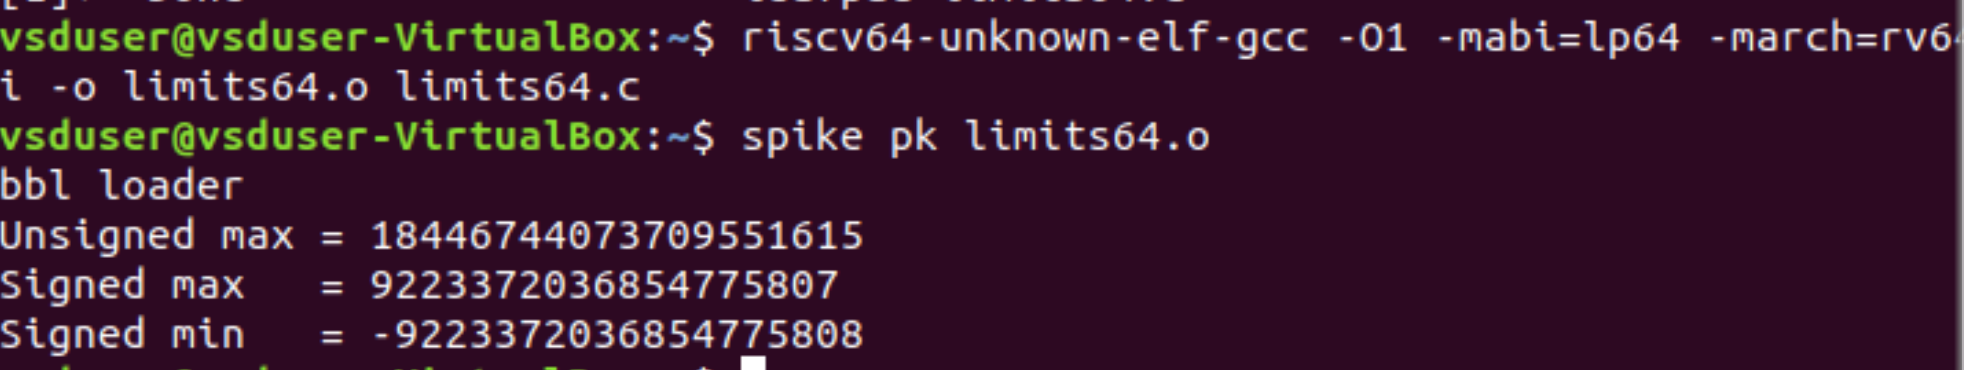 vsduser@vsduser-VirtualBox:~$ riscv64-unknown-elf-gcc -O1 -mabi=lp64 -march=rv64
i -o limits64.o limits64.c
vsduser@vsduser-VirtualBox:~$ spike pk limits64.o
bbl loader
Unsigned max = 18446744073709551615
Signed max   = 9223372036854775807
Signed min   = -9223372036854775808